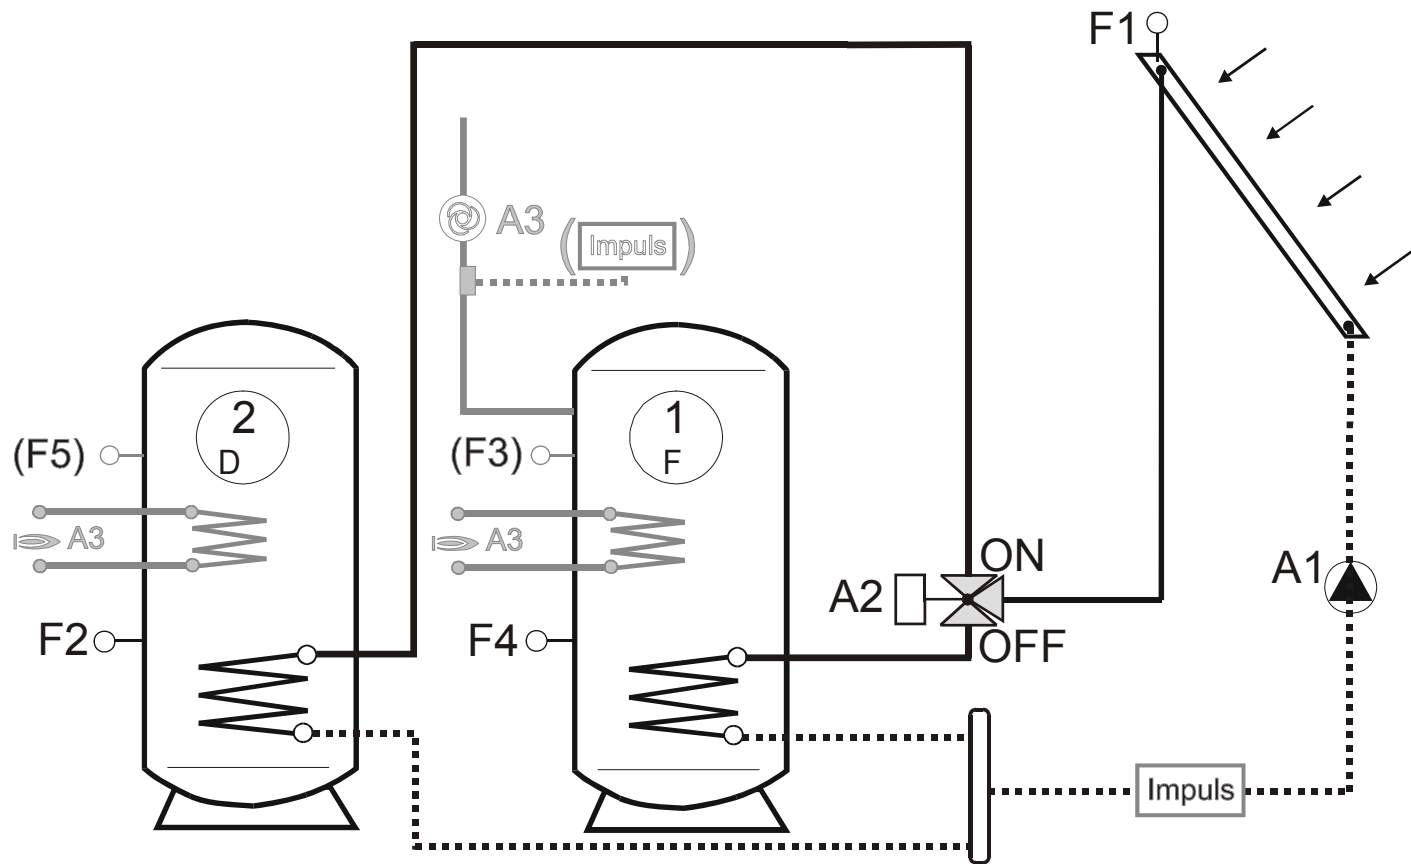 F1
A3
(Impuls)
2
D
1
F
(F5)
(F3)
A3
A3
ON
A2
A1
F2
F4
OFF
Impuls